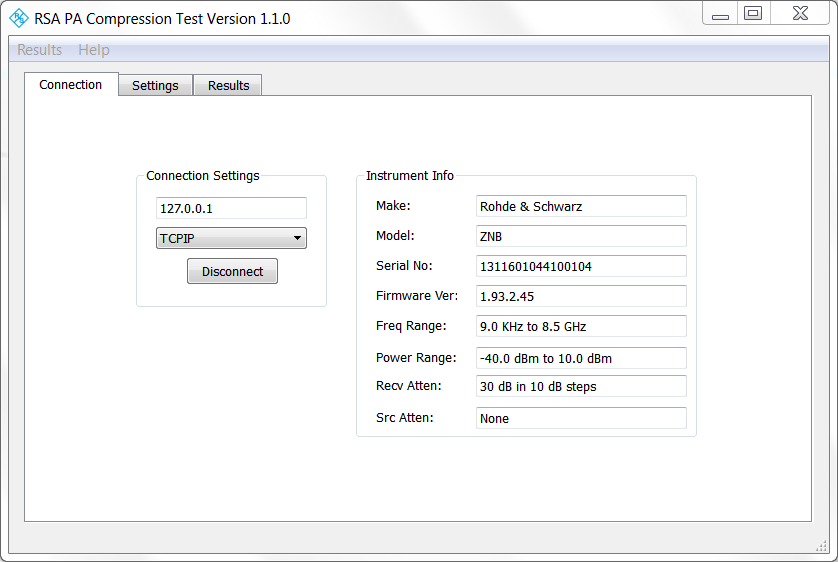 RSA PA Compression Test Version 1.1.0
Results Help
Connection Settings Results
Connection Settings
127.0.0.1
TCPIP
Disconnect
Instrument Info
Make: Rohde & Schwarz
Model: ZNB
Serial No: 1311601044100104
Firmware Ver: 1.93.2.45
Freq Range: 9.0 KHz to 8.5 GHz
Power Range: -40.0 dBm to 10.0 dBm
Recv Atten: 30 dB in 10 dB steps
Src Atten: None